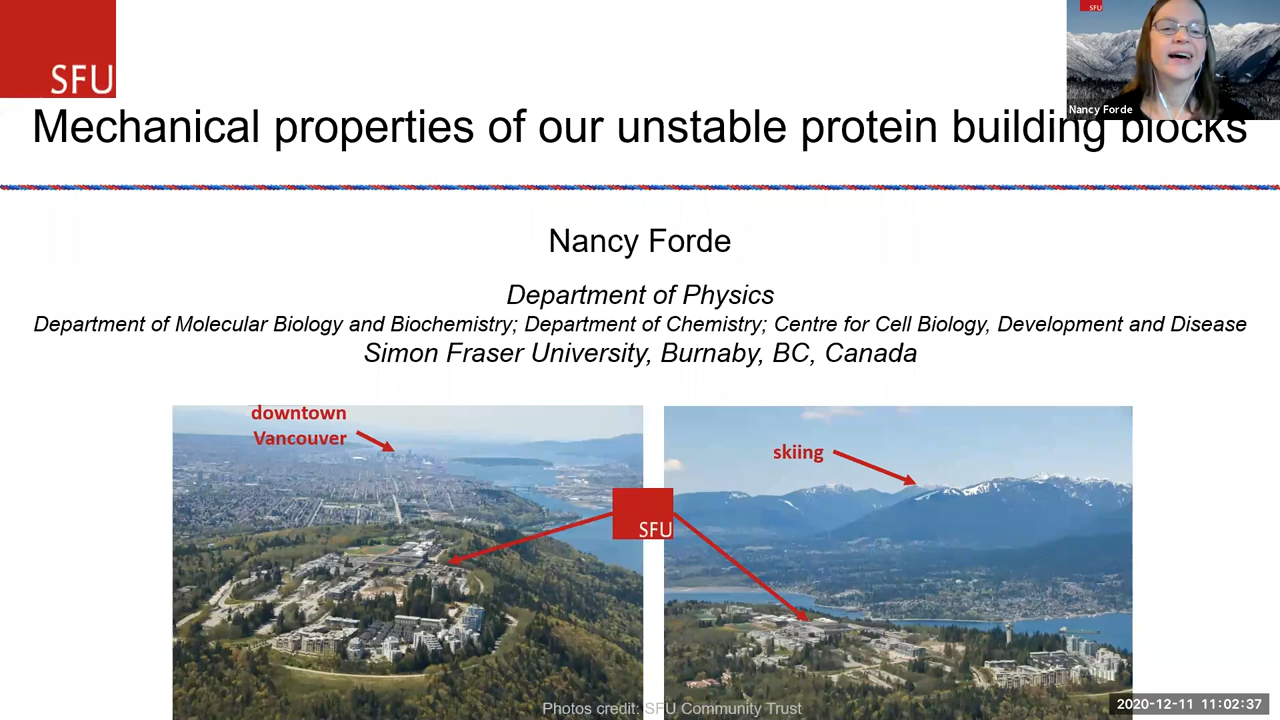 SFU
SFU
Nancy Forde
Mechanical properties of our unstable protein building blocks
Nancy Forde
Department of Physics
Department of Molecular Biology and Biochemistry; Department of Chemistry; Centre for Cell Biology, Development and Disease
Simon Fraser University, Burnaby, BC, Canada
downtown
Vancouver
skiing
SFU
Photos credit: SFU Community Trust
2020-12-11 11:02:37